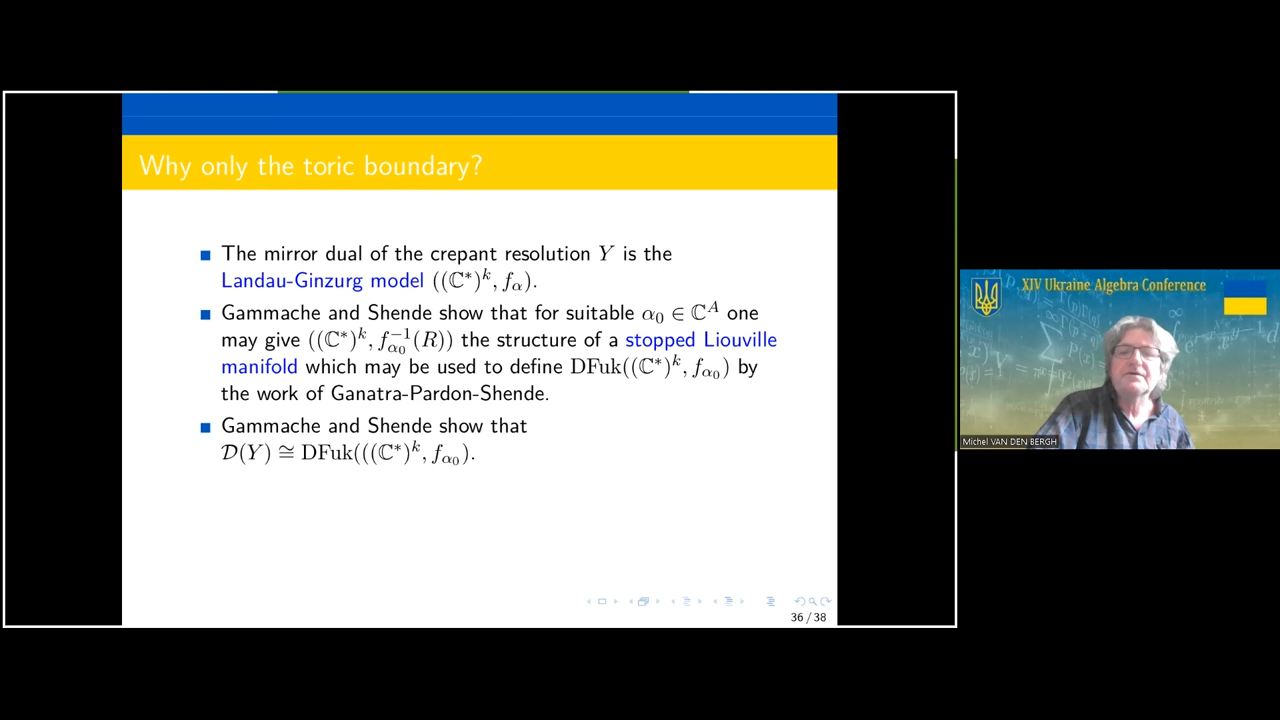 Why only the toric boundary?
The mirror dual of the crepant resolution Y is the
Landau-Ginzurg model ((ℂ*)^k, f_α).
Gammache and Shende show that for suitable α_0 ∈ ℂ^A one
may give ((ℂ*)^k, f_{α_0}^{-1}(R)) the structure of a stopped Liouville
manifold which may be used to define DFuk((ℂ*)^k, f_{α_0}) by
the work of Ganatra-Pardon-Shende.
Gammache and Shende show that
𝒟(Y) ≅ DFuk(((ℂ*)^k, f_{α_0}).
36 / 38
XIV Ukraine Algebra Conference
Michel VAN DEN BERGH